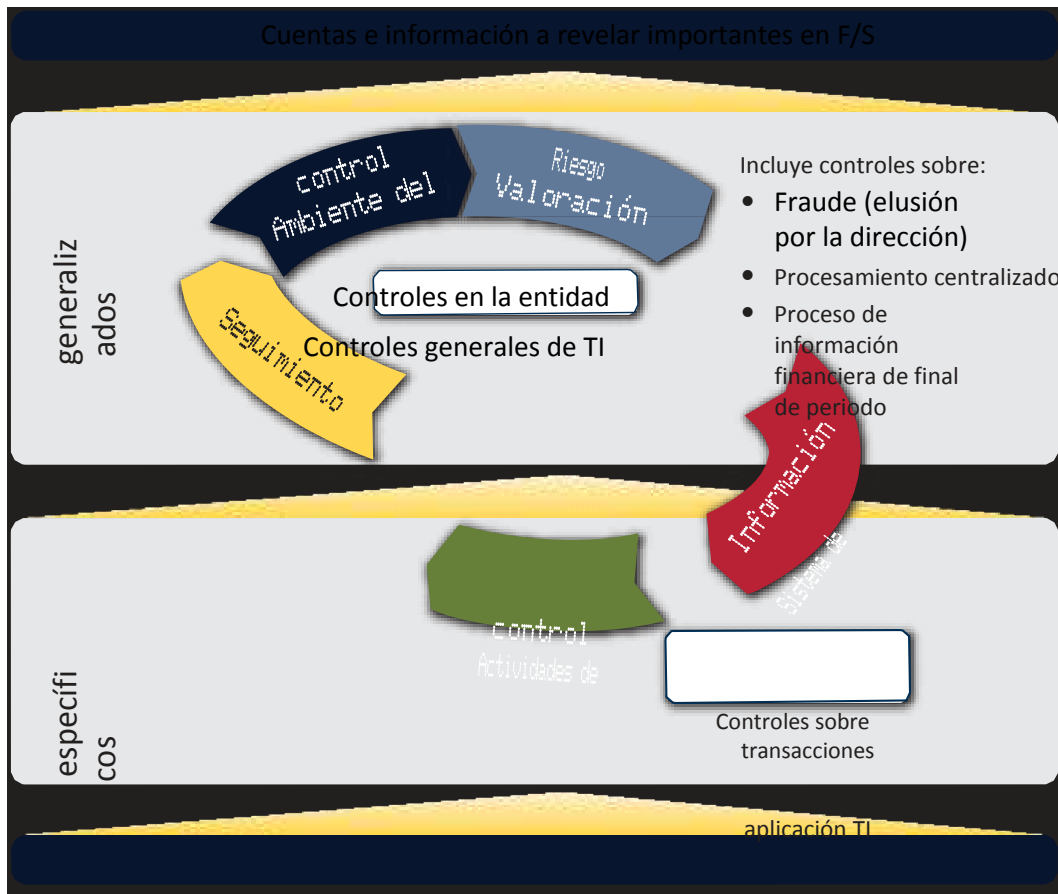 Cuentas e información a revelar importantes en F/S
generaliz
ados
control
Ambiente del
Riesgo
Valoración
Seguimiento
Controles en la entidad
Controles generales de TI
Incluye controles sobre:
• Fraude (elusión
por la dirección)
• Procesamiento centralizado
• Proceso de
información
financiera de final
de periodo
Información
Sistema de
específi
cos
control
Actividades de
Controles sobre
transacciones
aplicación TI